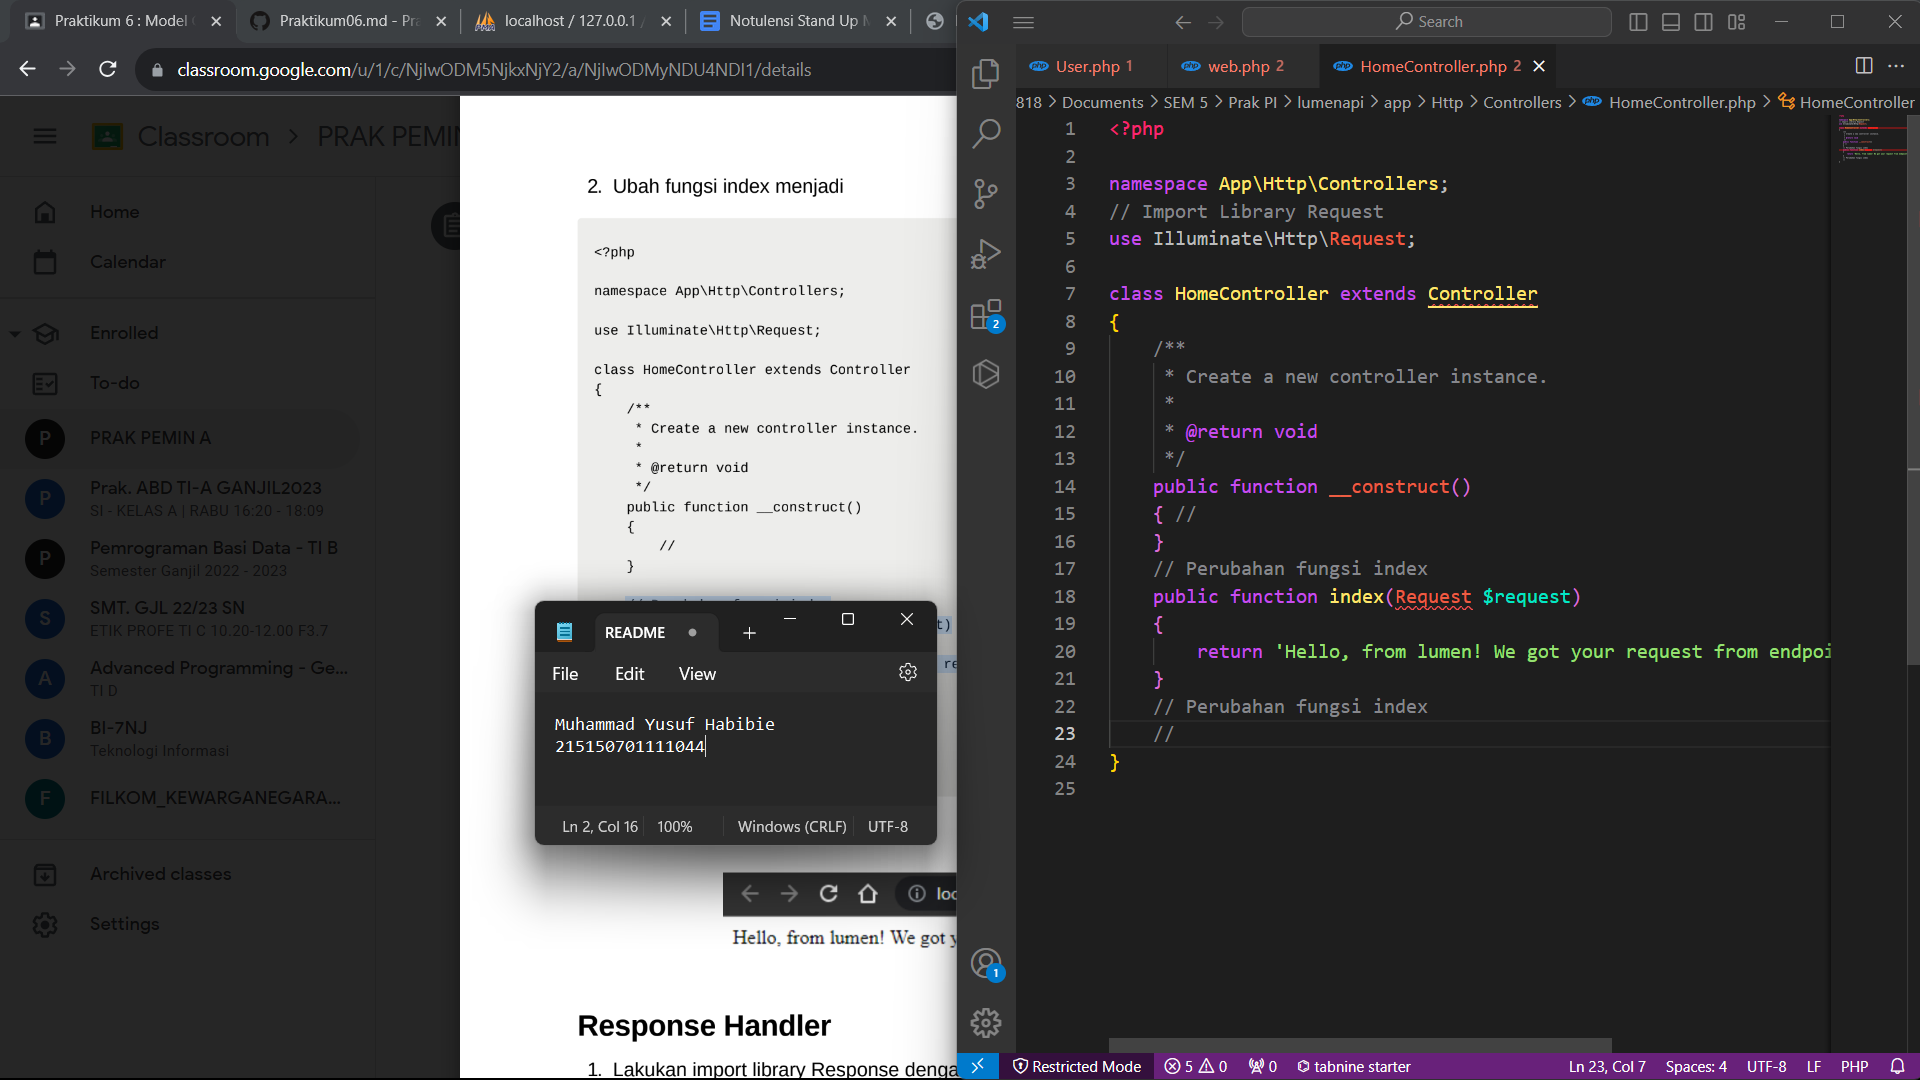 Praktikum 6 : Model
Praktikum06.md - Pra
localhost / 127.0.0.1
Notulensi Stand Up M
classroom.google.com/u/1/c/NjIwODM5NjkxNjY2/a/NjIwODMyNDU4NDI1/details
Classroom > PRAK PEMIN
Home
Calendar
Enrolled
To-do
P PRAK PEMIN A
P Prak. ABD TI-A GANJIL2023
SI - KELAS A | RABU 16:20 - 18:09
P Pemrograman Basi Data - TI B
Semester Ganjil 2022 - 2023
S SMT. GJL 22/23 SN
ETIK PROFE TI C 10.20-12.00 F3.7
A Advanced Programming - Ge...
TI D
B BI-7NJ
Teknologi Informasi
F FILKOM_KEWARGANEGARA...
Archived classes
Settings
2. Ubah fungsi index menjadi
<?php
namespace App\Http\Controllers;
use Illuminate\Http\Request;
class HomeController extends Controller
{
/**
* Create a new controller instance.
*
* @return void
*/
public function __construct()
{
//
}
t)
re
README
File Edit View
Muhammad Yusuf Habibie
215150701111044
Ln 2, Col 16 100% Windows (CRLF) UTF-8
loc
Hello, from lumen! We got y
Response Handler
1. Lakukan import library Response denga
Search
User.php 1
web.php 2
HomeController.php 2
818 > Documents > SEM 5 > Prak PI > lumenapi > app > Http > Controllers > HomeController.php > HomeController
1 <?php
2
3 namespace App\Http\Controllers;
4 // Import Library Request
5 use Illuminate\Http\Request;
6
7 class HomeController extends Controller
8 {
9 /**
10 * Create a new controller instance.
11 *
12 * @return void
13 */
14 public function __construct()
15 { //
16 }
17 // Perubahan fungsi index
18 public function index(Request $request)
19 {
20 return 'Hello, from lumen! We got your request from endpoi
21 }
22 // Perubahan fungsi index
23 //
24 }
25
2
1
Restricted Mode 5 0 0 tabnine starter Ln 23, Col 7 Spaces: 4 UTF-8 LF PHP